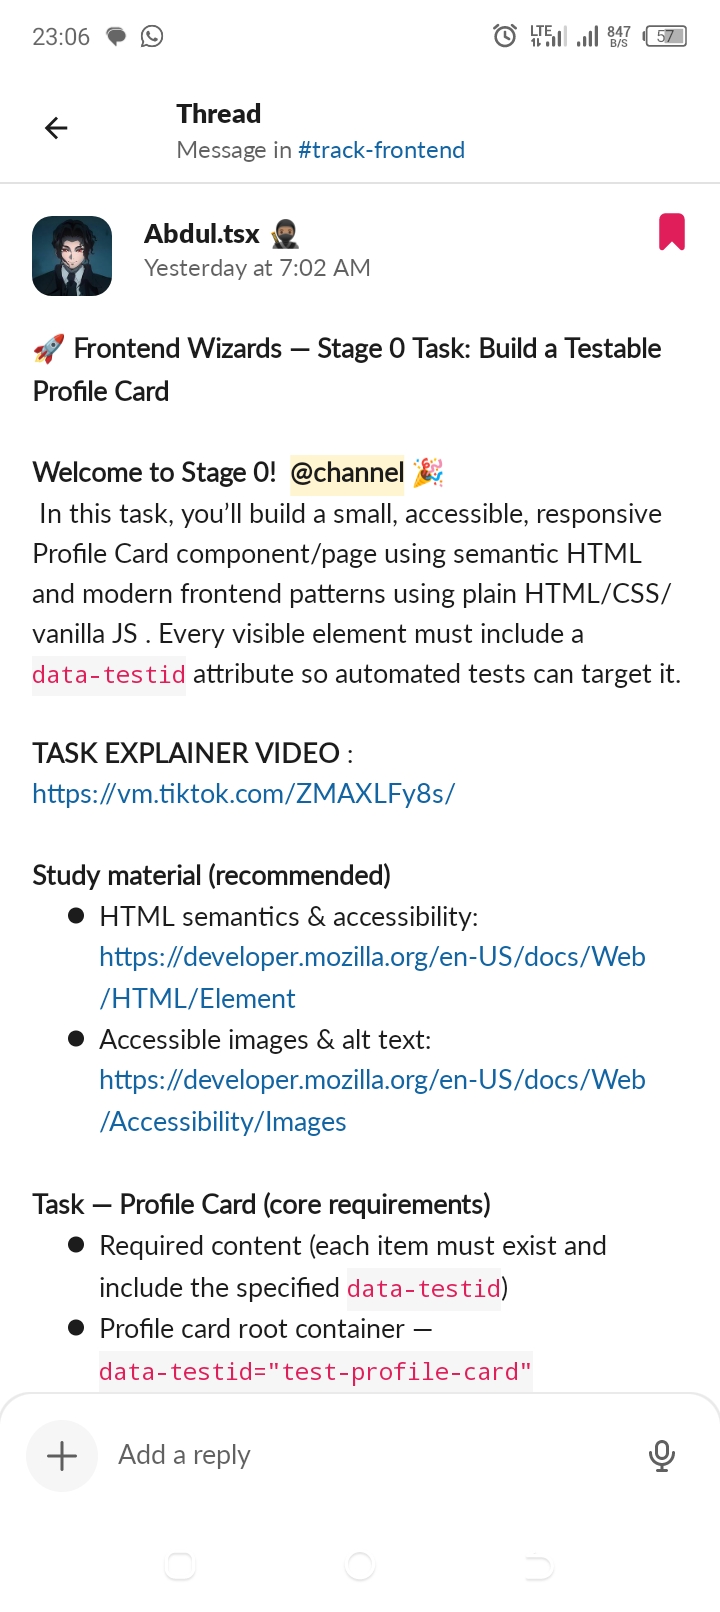 23:06
LTE
847
B/S
57
Thread
Message in #track-frontend
Abdul.tsx 🥷🏾
Yesterday at 7:02 AM
🚀 Frontend Wizards — Stage 0 Task: Build a Testable
Profile Card
Welcome to Stage 0! @channel 🎉
In this task, you’ll build a small, accessible, responsive
Profile Card component/page using semantic HTML
and modern frontend patterns using plain HTML/CSS/
vanilla JS . Every visible element must include a
data-testid attribute so automated tests can target it.
TASK EXPLAINER VIDEO :
https://vm.tiktok.com/ZMAXLFy8s/
Study material (recommended)
● HTML semantics & accessibility:
https://developer.mozilla.org/en-US/docs/Web
/HTML/Element
● Accessible images & alt text:
https://developer.mozilla.org/en-US/docs/Web
/Accessibility/Images
Task — Profile Card (core requirements)
● Required content (each item must exist and
include the specified data-testid)
● Profile card root container —
data-testid="test-profile-card"
Add a reply